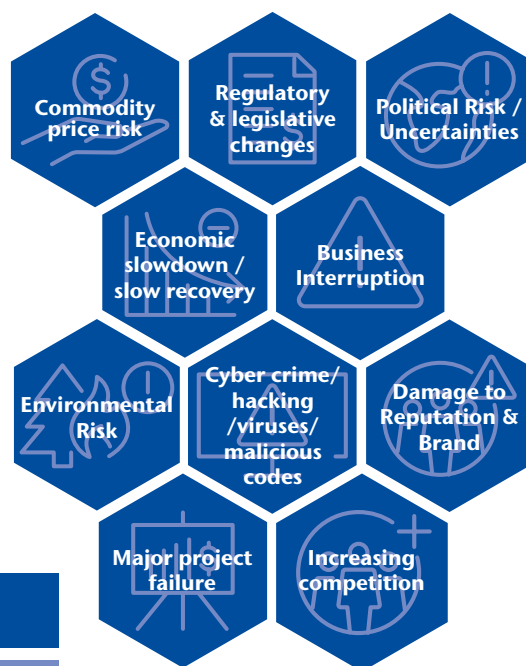 Commodity
price risk
Regulatory
& legislative
changes
Political Risk /
Uncertainties
Economic
slowdown /
slow recovery
Business
Interruption
Environmental
Risk
Cyber crime/
hacking
/viruses/
malicious
codes
Damage to
Reputation &
Brand
Major project
failure
Increasing
competition